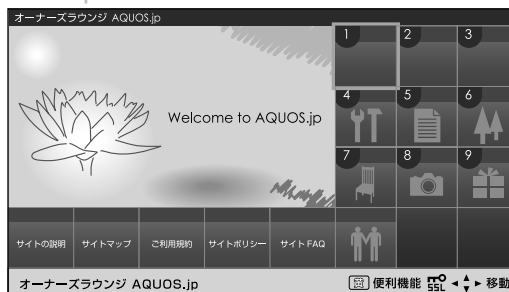 オーナーズラウンジ AQUOS.jp
1 2 3
Welcome to AQUOS.jp
4 5 6
7 8 9
サイトの説明 サイトマップ ご利用規約 サイトポリシー サイト FAQ
オーナーズラウンジ AQUOS.jp 便利機能 SSL 移動